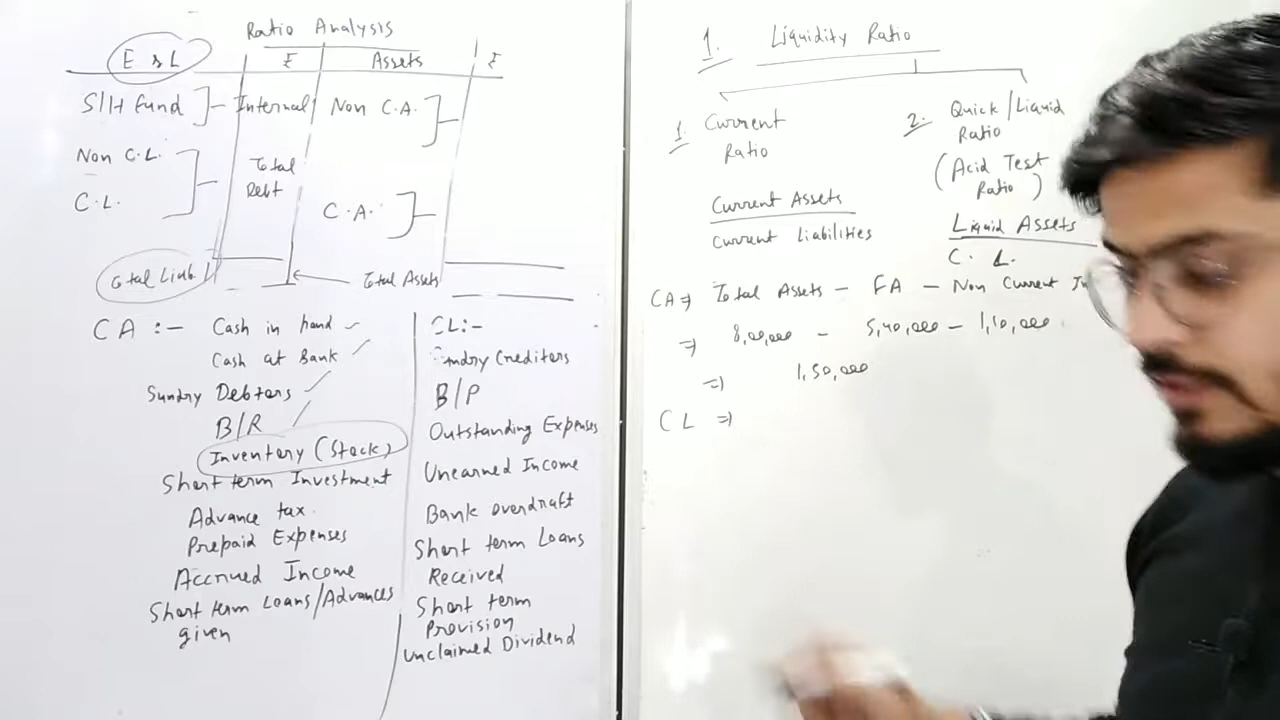 Ratio Analysis
E & L ₹ Assets ₹
S/H Fund Internal Non C.A.
Non C.L. Total Debt
C.L. C.A.
Total Assets
CA :- Cash in hand
Cash at Bank
Sundry Debtors
B/R
Inventory (Stock)
Short term Investment
Advance tax
Prepaid Expenses
Accrued Income
Short term Loans/Advances
given
CL:-
Creditors
B/P
Outstanding Expenses
Unearned Income
Bank overdraft
Short term Loans
Received
Short term
Provision
Unclaimed Dividend
1. Liquidity Ratio
1. Current
Ratio
Current Assets
Current Liabilities
2. Quick/Liquid
Ratio
(Acid Test
Ratio)
Liquid Assets
C. L.
CA ⇒ Total Assets - FA - Non Current
⇒ 8,00,000 - 5,40,000 - 1,10,000
⇒ 1,50,000
CL ⇒